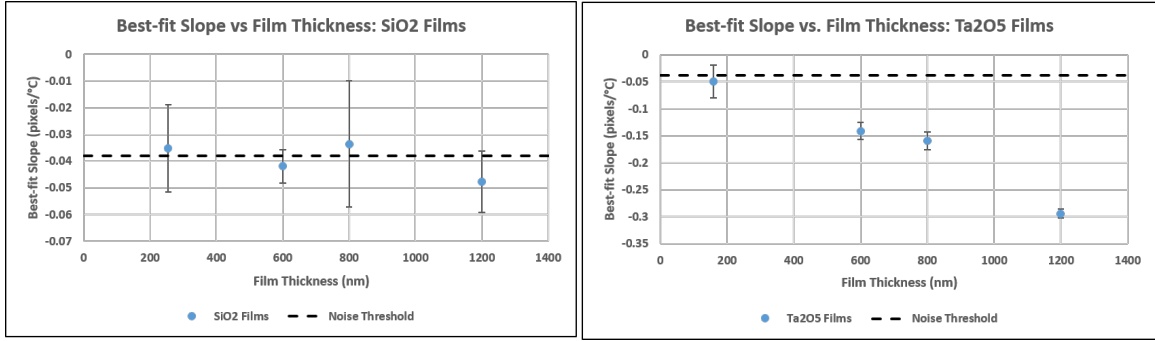 Best-fit Slope vs Film Thickness: SiO2 Films
Best-fit Slope (pixels/°C)
0
-0.01
-0.02
-0.03
-0.04
-0.05
-0.06
-0.07
0 200 400 600 800 1000 1200 1400
Film Thickness (nm)
SiO2 Films Noise Threshold
Best-fit Slope vs. Film Thickness: Ta2O5 Films
Best-fit Slope (pixels/°C)
0
-0.05
-0.1
-0.15
-0.2
-0.25
-0.3
-0.35
0 200 400 600 800 1000 1200 1400
Film Thickness (nm)
Ta2O5 Films Noise Threshold